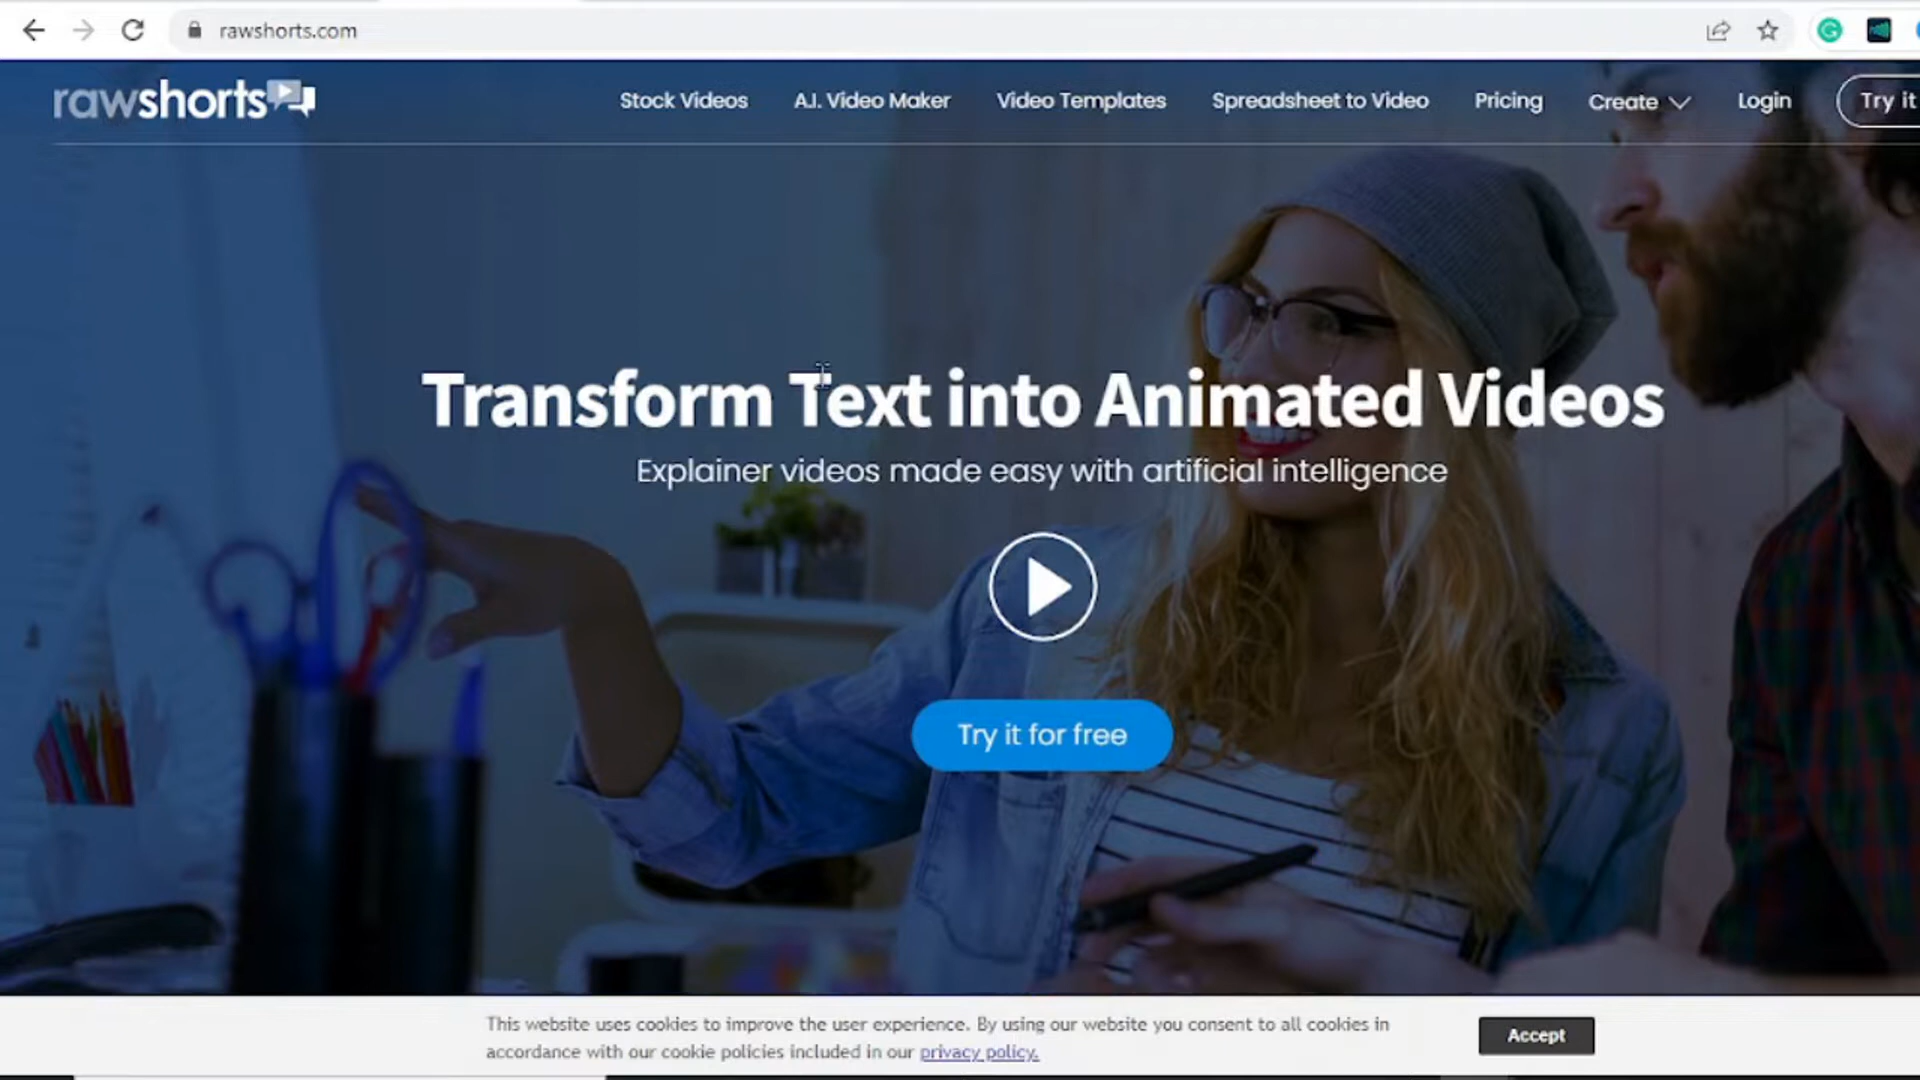 rawshorts.com
rawshorts
Stock Videos
A.I. Video Maker
Video Templates
Spreadsheet to Video
Pricing
Create
Login
Try it
Transform Text into Animated Videos
Explainer videos made easy with artificial intelligence
Try it for free
This website uses cookies to improve the user experience. By using our website you consent to all cookies in
accordance with our cookie policies included in our privacy policy.
Accept